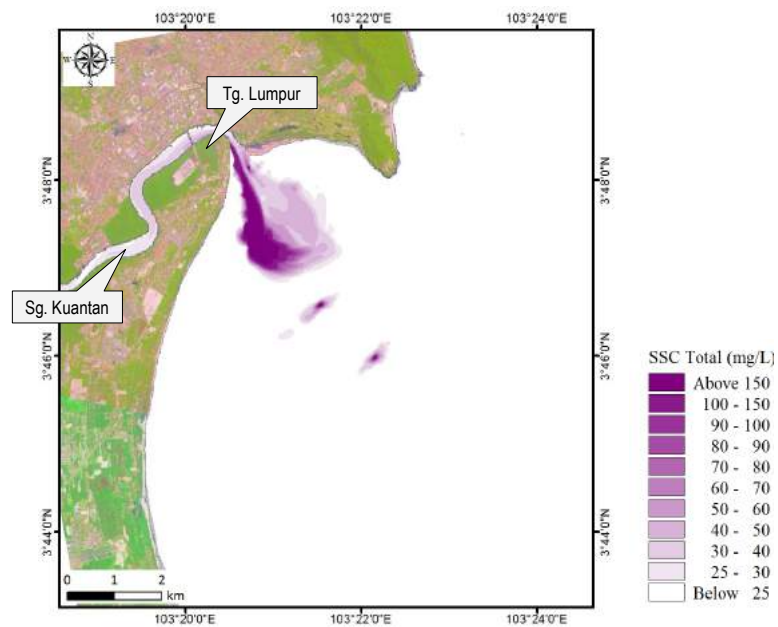 103°20'0"E 103°22'0"E 103°24'0"E
N
W E
S
Tg. Lumpur
3°48'0"N 3°48'0"N
Sg. Kuantan
3°46'0"N 3°46'0"N
SSC Total (mg/L)
Above 150
100 - 150
90 - 100
80 - 90
70 - 80
60 - 70
50 - 60
40 - 50
30 - 40
25 - 30
Below 25
3°44'0"N 3°44'0"N
0 1 2
km
103°20'0"E 103°22'0"E 103°24'0"E